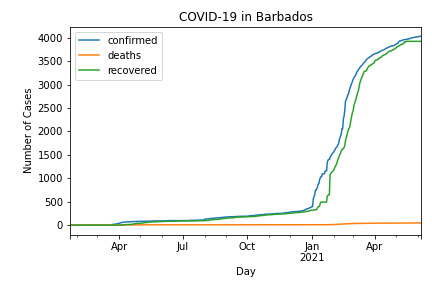 COVID-19 in Barbados
confirmed
deaths
recovered
Number of Cases
4000
3500
3000
2500
2000
1500
1000
500
0
Apr
Jul
Oct
Jan
2021
Apr
Day